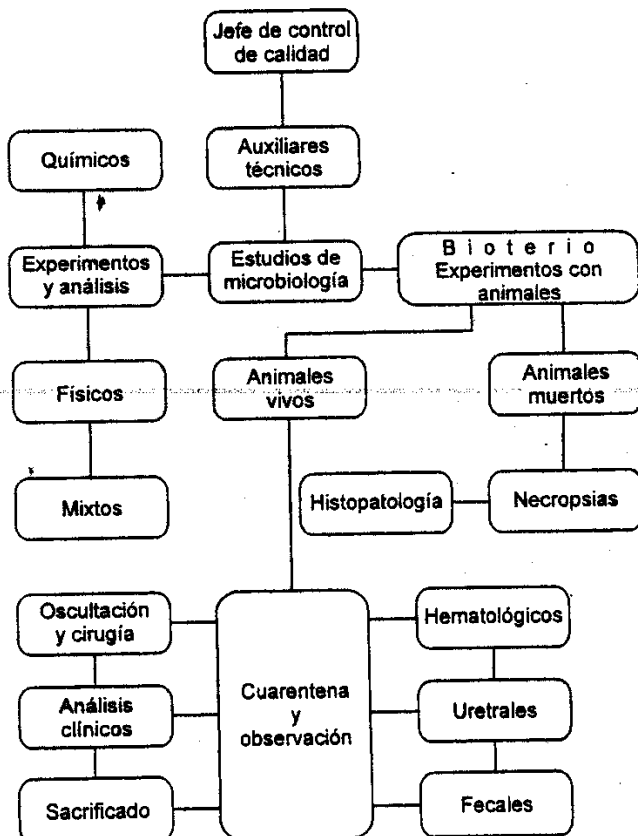 Jefe de control
de calidad
Químicos
Auxiliares
técnicos
Experimentos
y análisis
Estudios de
microbiología
Bioterio
Experimentos con
animales
Físicos
Animales
vivos
Animales
muertos
Mixtos
Histopatología
Necropsias
Oscultación
y cirugía
Hematológicos
Cuarentena
y
observación
Análisis
clínicos
Uretrales
Sacrificado
Fecales